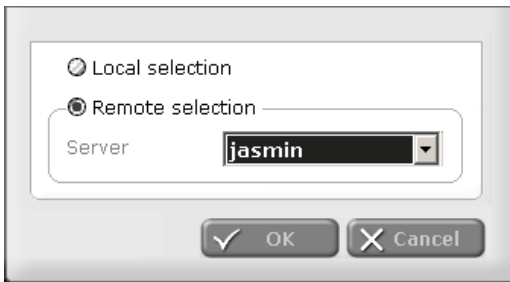 Local selection
Remote selection
Server jasmin
OK Cancel